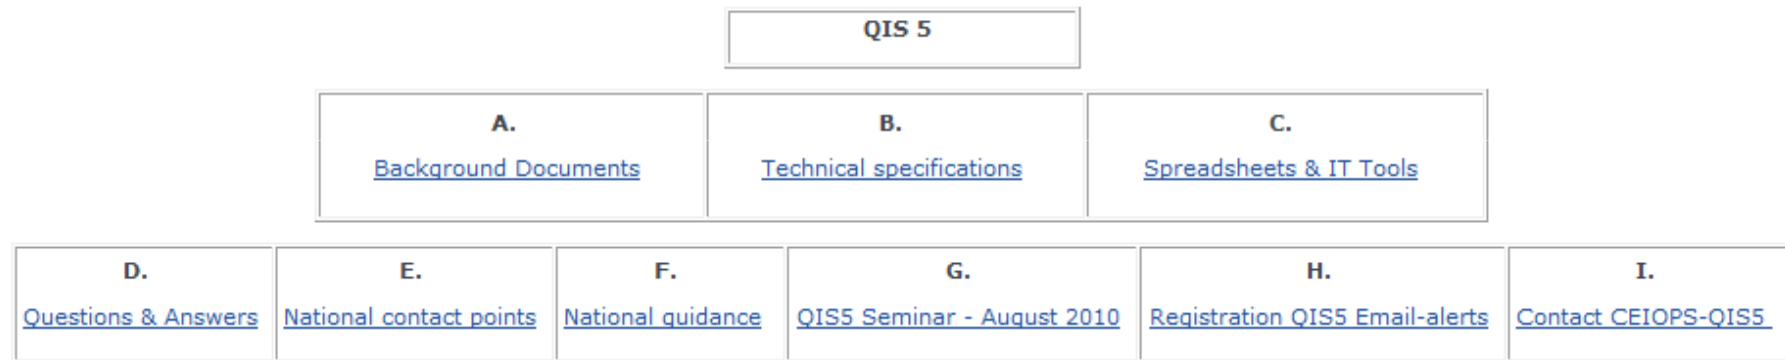 QIS 5
A. B. C.
Background Documents Technical specifications Spreadsheets & IT Tools
D. E. F. G. H. I.
Questions & Answers National contact points National guidance QIS5 Seminar - August 2010 Registration QIS5 Email-alerts Contact CEIOPS-QIS5